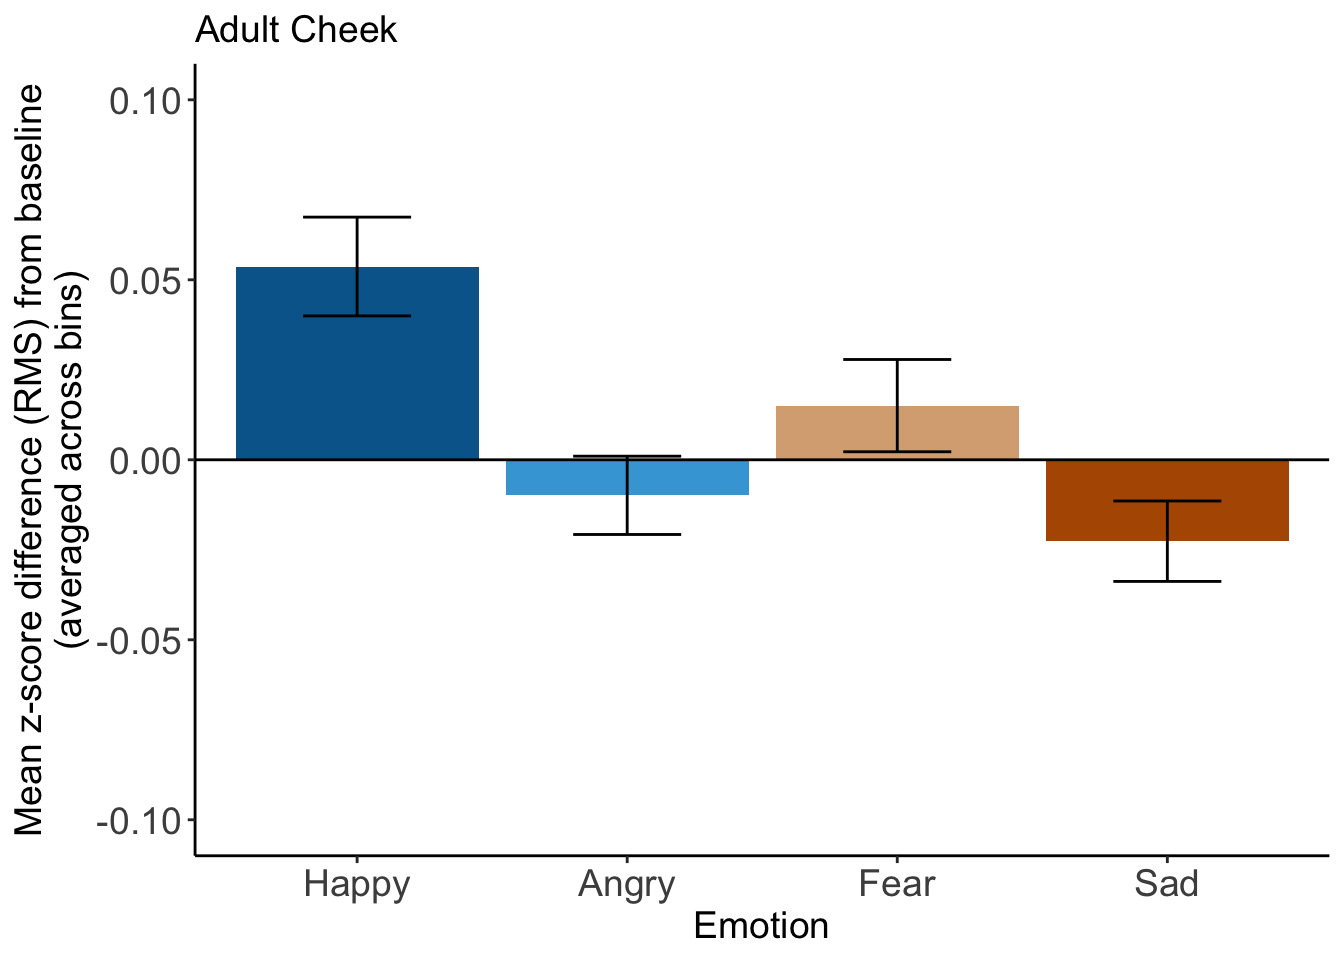 Adult Cheek
Mean z-score difference (RMS) from baseline
(averaged across bins)
0.10
0.05
0.00
-0.05
-0.10
Happy
Angry
Fear
Sad
Emotion